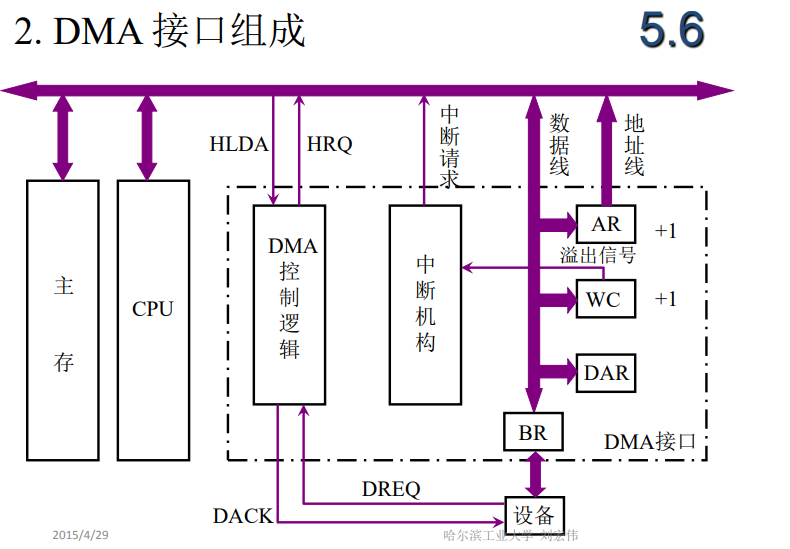 2. DMA 接口组成
5.6
HLDA
HRQ
中断请求
数据线
地址线
主存
CPU
DMA控制逻辑
中断机构
AR
+1
溢出信号
WC
+1
DAR
BR
DMA接口
DREQ
DACK
设备
2015/4/29
哈尔滨工业大学 刘宏伟